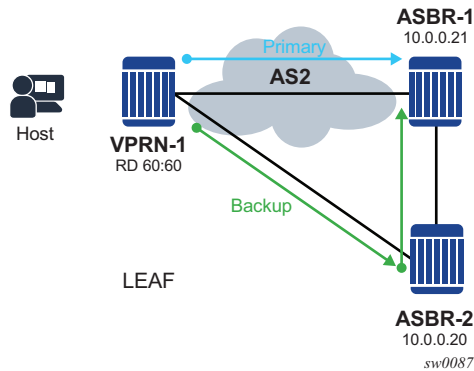 ASBR-1
10.0.0.21
Primary
AS2
Host
VPRN-1
RD 60:60
Backup
LEAF
ASBR-2
10.0.0.20
sw0087